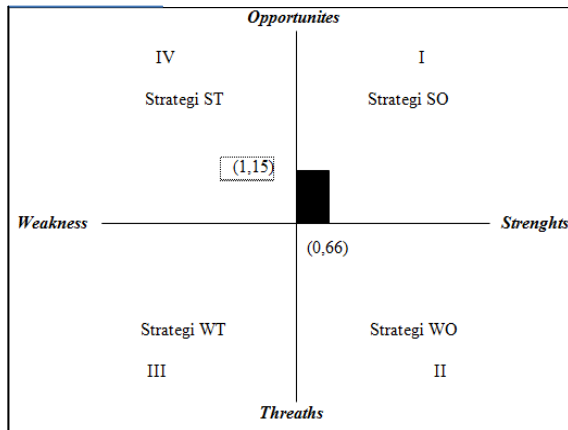 Opportunites
IV
I
Strategi ST
Strategi SO
(1,15)
Weakness
Strenghts
(0,66)
Strategi WT
Strategi WO
III
II
Threaths